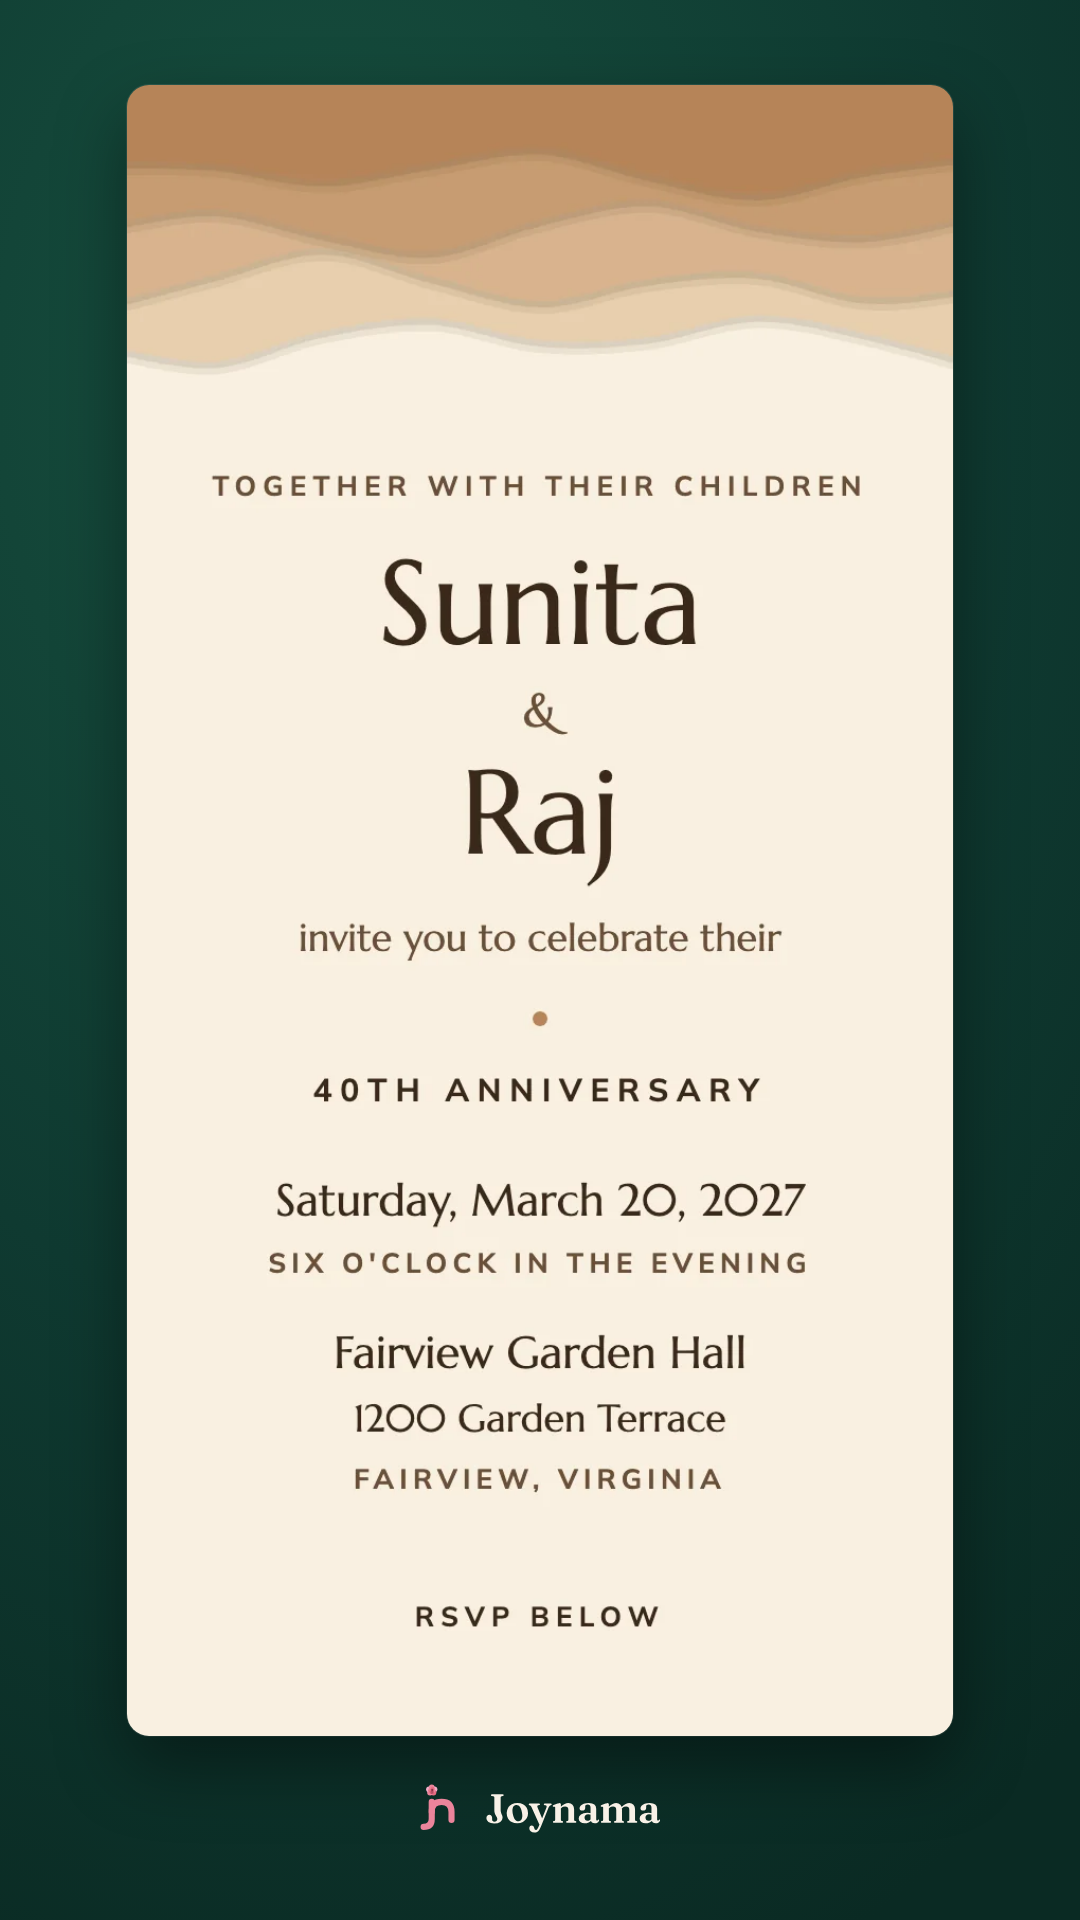 TOGETHER WITH THEIR CHILDREN
Sunita
&
Raj
invite you to celebrate their
40TH ANNIVERSARY
Saturday, March 20, 2027
SIX O'CLOCK IN THE EVENING
Fairview Garden Hall
1200 Garden Terrace
FAIRVIEW, VIRGINIA
RSVP BELOW
Joynama